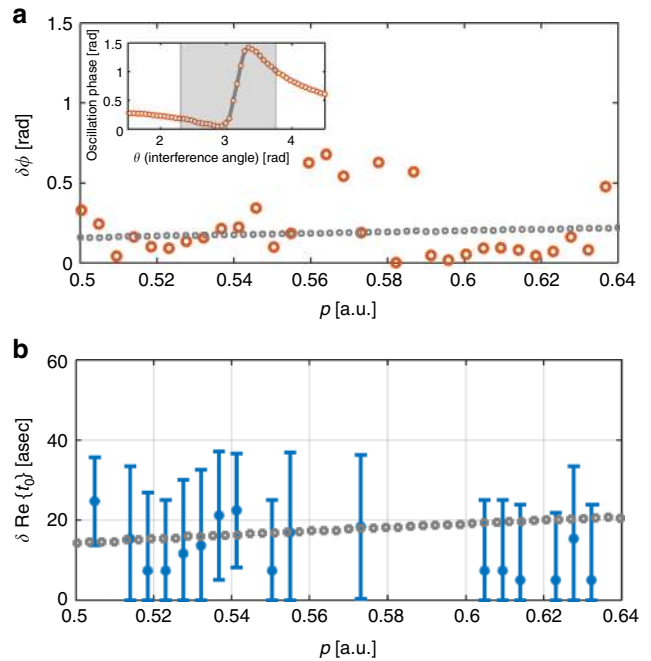 a
1.5
1
0.5
0
δϕ [rad]
Oscillation phase [rad]
1.5
1
0.5
0
2 3 4
θ (interference angle) [rad]
0.5 0.52 0.54 0.56 0.58 0.6 0.62 0.64
p [a.u.]
b
60
40
20
0
δ Re {t₀} [asec]
0.5 0.52 0.54 0.56 0.58 0.6 0.62 0.64
p [a.u.]